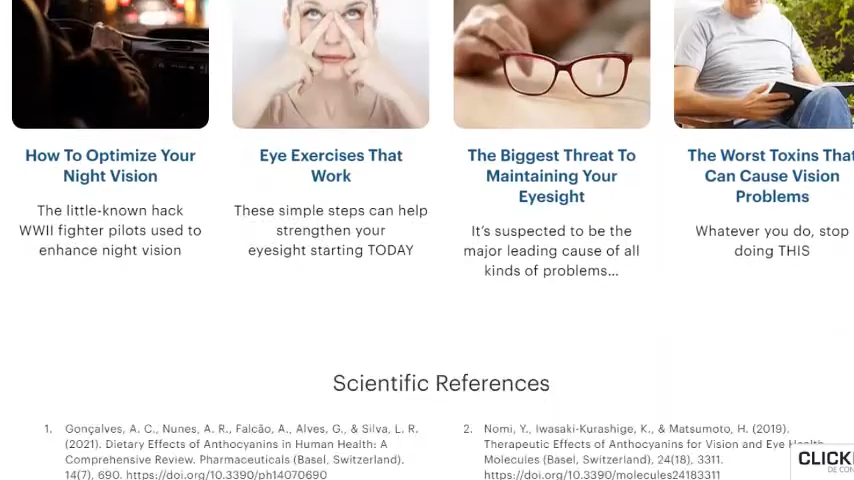 How To Optimize Your
Night Vision
The little-known hack
WWII fighter pilots used to
enhance night vision
Eye Exercises That
Work
These simple steps can help
strengthen your
eyesight starting TODAY
The Biggest Threat To
Maintaining Your
Eyesight
It's suspected to be the
major leading cause of all
kinds of problems...
The Worst Toxins That
Can Cause Vision
Problems
Whatever you do, stop
doing THIS
Scientific References
1. Gonçalves, A. C., Nunes, A. R., Falcão, A., Alves, G., & Silva, L. R.
(2021). Dietary Effects of Anthocyanins in Human Health: A
Comprehensive Review. Pharmaceuticals (Basel, Switzerland).
14(7), 690. https://doi.org/10.3390/ph14070690
2. Nomi, Y., Iwasaki-Kurashige, K., & Matsumoto, H. (2019).
Therapeutic Effects of Anthocyanins for Vision and Eye Health.
Molecules (Basel, Switzerland), 24(18), 3311.
https://doi.org/10.3390/molecules24183311
CLICK
DE CON